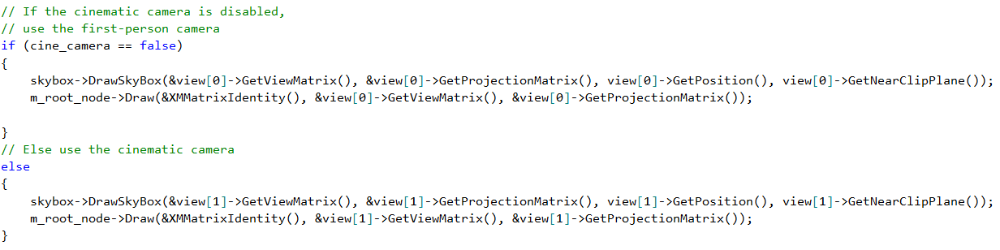 // If the cinematic camera is disabled,
// use the first-person camera
if (cine_camera == false)
{
    skybox->DrawSkyBox(&view[0]->GetViewMatrix(), &view[0]->GetProjectionMatrix(), view[0]->GetPosition(), view[0]->GetNearClipPlane());
    m_root_node->Draw(&XMMatrixIdentity(), &view[0]->GetViewMatrix(), &view[0]->GetProjectionMatrix());

}
// Else use the cinematic camera
else
{
    skybox->DrawSkyBox(&view[1]->GetViewMatrix(), &view[1]->GetProjectionMatrix(), view[1]->GetPosition(), view[1]->GetNearClipPlane());
    m_root_node->Draw(&XMMatrixIdentity(), &view[1]->GetViewMatrix(), &view[1]->GetProjectionMatrix());
}